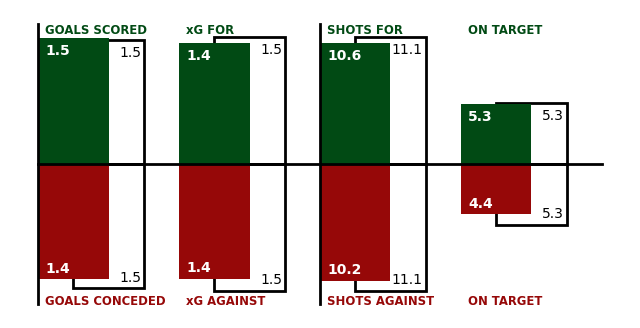 GOALS SCORED xG FOR SHOTS FOR ON TARGET
1.5 1.5 1.4 1.5 10.6 11.1 5.3 5.3
1.4 1.5 1.4 1.5 10.2 11.1 4.4 5.3
GOALS CONCEDED xG AGAINST SHOTS AGAINST ON TARGET